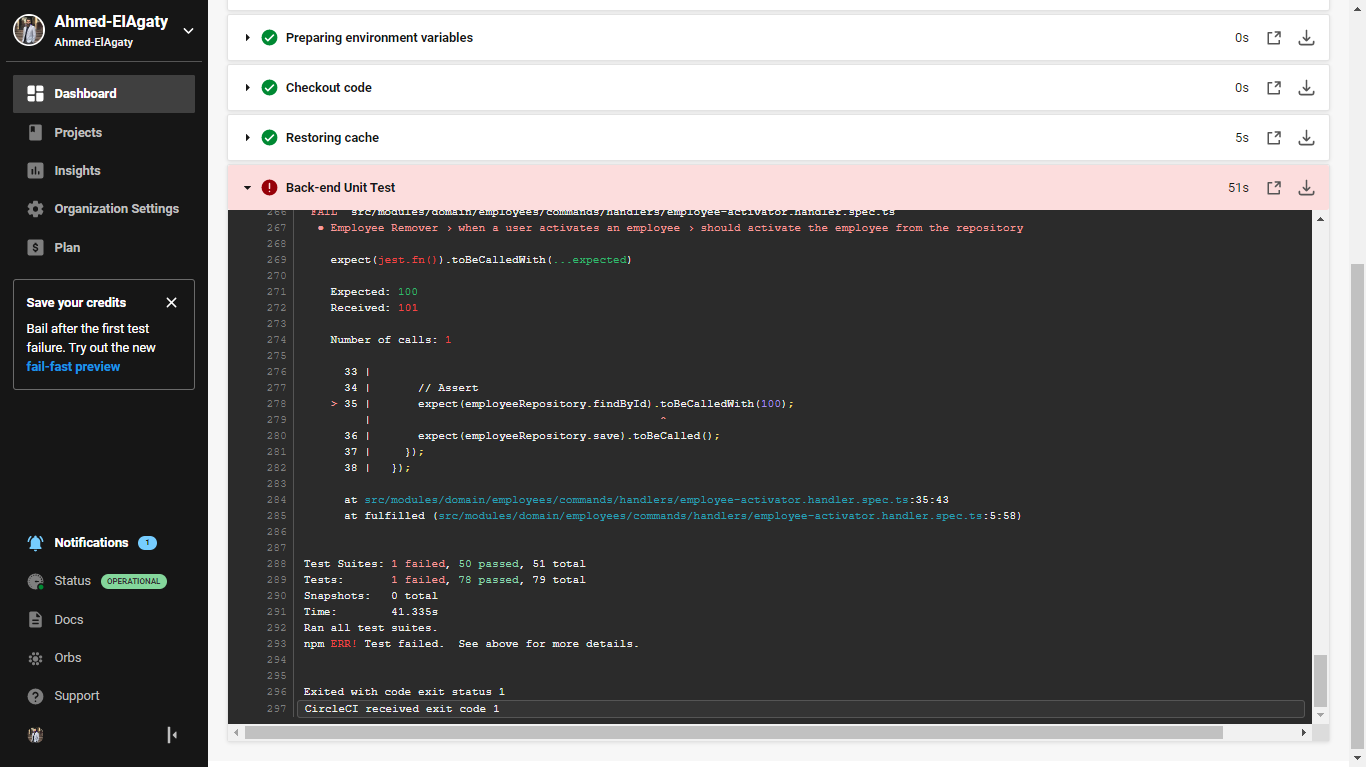 Ahmed-ElAgaty
Ahmed-ElAgaty
Dashboard
Projects
Insights
Organization Settings
Plan
Save your credits
Bail after the first test
failure. Try out the new
fail-fast preview
Notifications 1
Status OPERATIONAL
Docs
Orbs
Support
Preparing environment variables 0s
Checkout code 0s
Restoring cache 5s
Back-end Unit Test 51s
266 FAIL src/modules/domain/employees/commands/handlers/employee-activator.handler.spec.ts
267 ● Employee Remover › when a user activates an employee › should activate the employee from the repository
268
269 expect(jest.fn()).toBeCalledWith(...expected)
270
271 Expected: 100
272 Received: 101
273
274 Number of calls: 1
275
276 33 |
277 34 | // Assert
278 > 35 | expect(employeeRepository.findById).toBeCalledWith(100);
279 | ^
280 36 | expect(employeeRepository.save).toBeCalled();
281 37 | });
282 38 | });
283
284 at src/modules/domain/employees/commands/handlers/employee-activator.handler.spec.ts:35:43
285 at fulfilled (src/modules/domain/employees/commands/handlers/employee-activator.handler.spec.ts:5:58)
286
287
288 Test Suites: 1 failed, 50 passed, 51 total
289 Tests: 1 failed, 78 passed, 79 total
290 Snapshots: 0 total
291 Time: 41.335s
292 Ran all test suites.
293 npm ERR! Test failed. See above for more details.
294
295
296 Exited with code exit status 1
297 CircleCI received exit code 1